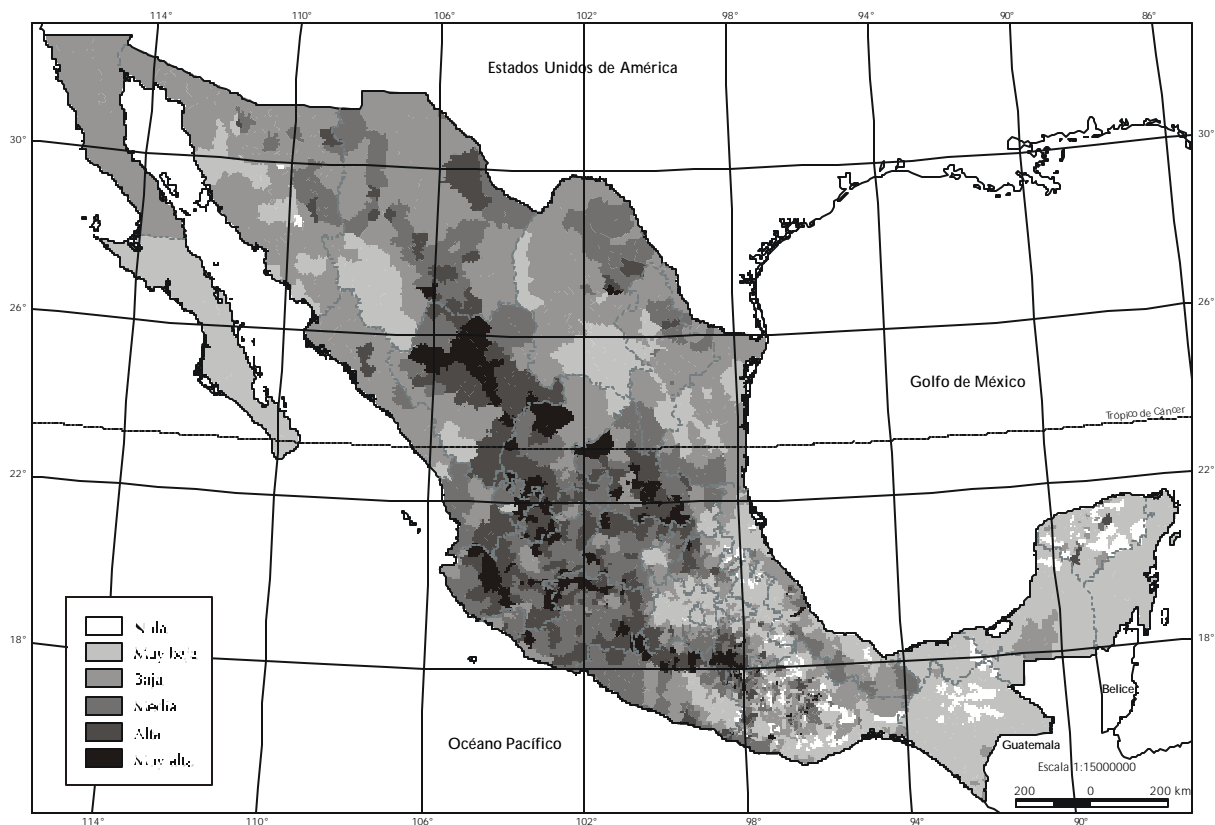 114° 110° 106° 102° 98° 94° 90° 86°
Estados Unidos de América
30° 30°
26° 26°
Golfo de México
Trópico de Cáncer
22° 22°
18° 18°
Nula
Muy baja
Baja
Media
Alta
Muy alta
Belice
Océano Pacífico
Guatemala
Escala 1:15000000
200 0 200 km
114° 110° 106° 102° 98° 94° 90°